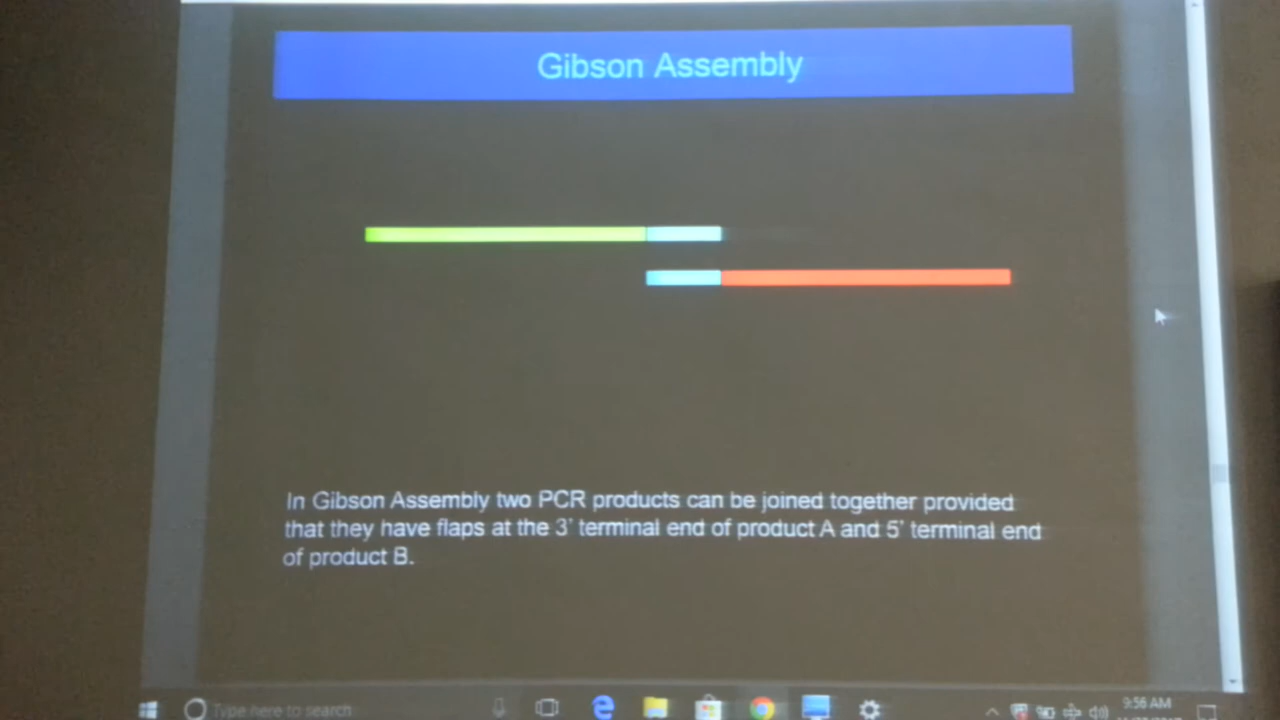 Gibson Assembly
In Gibson Assembly two PCR products can be joined together provided
that they have flaps at the 3' terminal end of product A and 5' terminal end
of product B.
Type here to search
9:56 AM